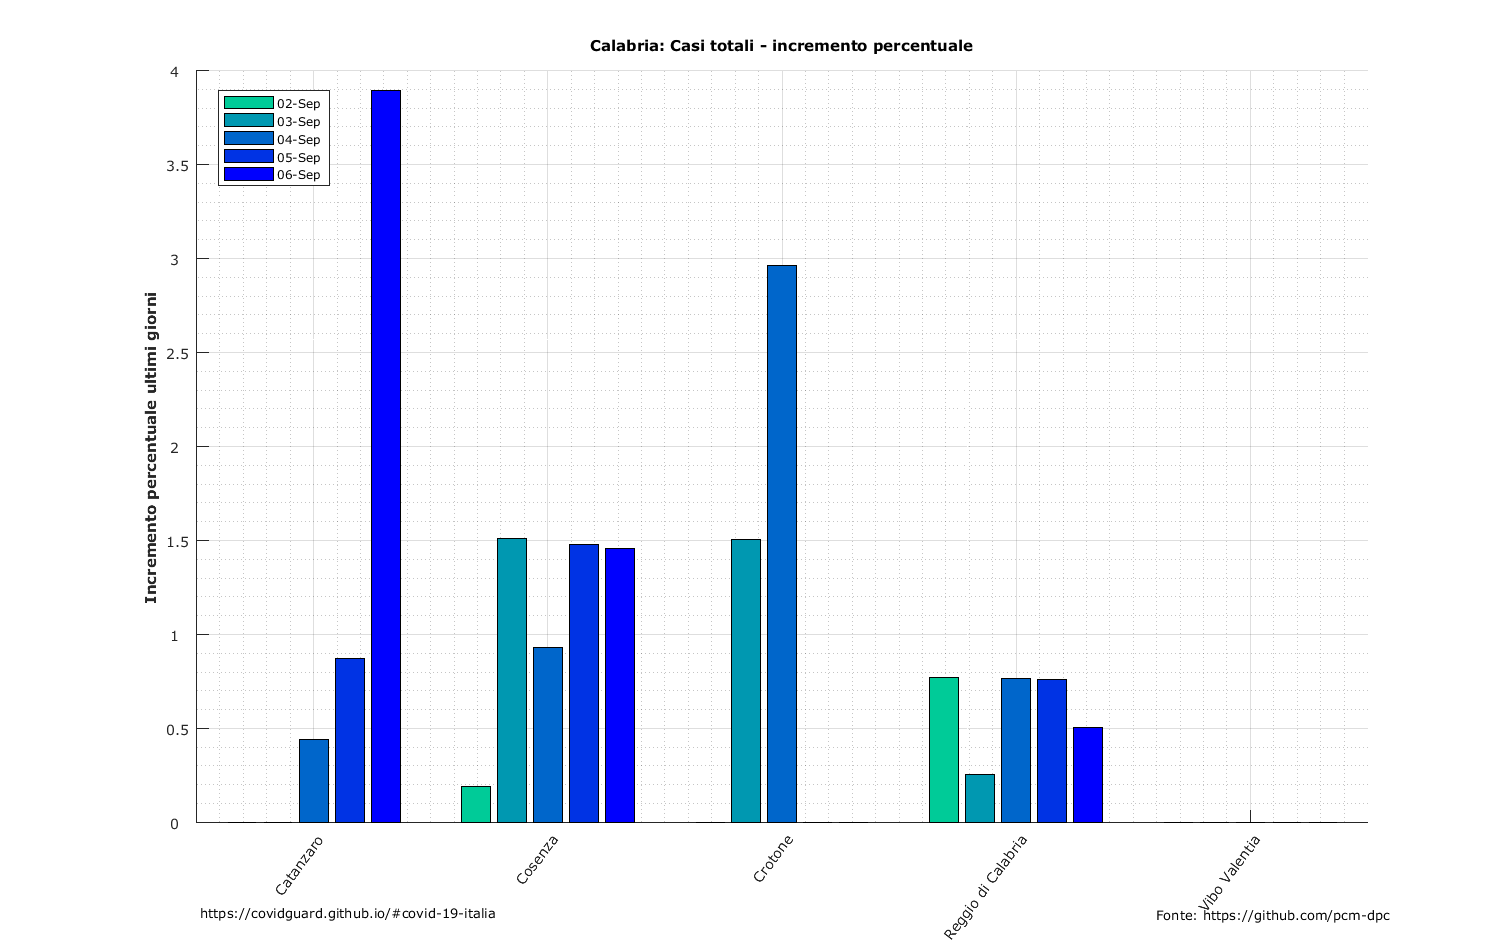 Calabria: Casi totali - incremento percentuale
4
3.5
3
2.5
2
1.5
1
0.5
0
Incremento percentuale ultimi giorni
02-Sep
03-Sep
04-Sep
05-Sep
06-Sep
Catanzaro
Cosenza
Crotone
Reggio di Calabria
Vibo Valentia
https://covidguard.github.io/#covid-19-italia
Fonte: https://github.com/pcm-dpc